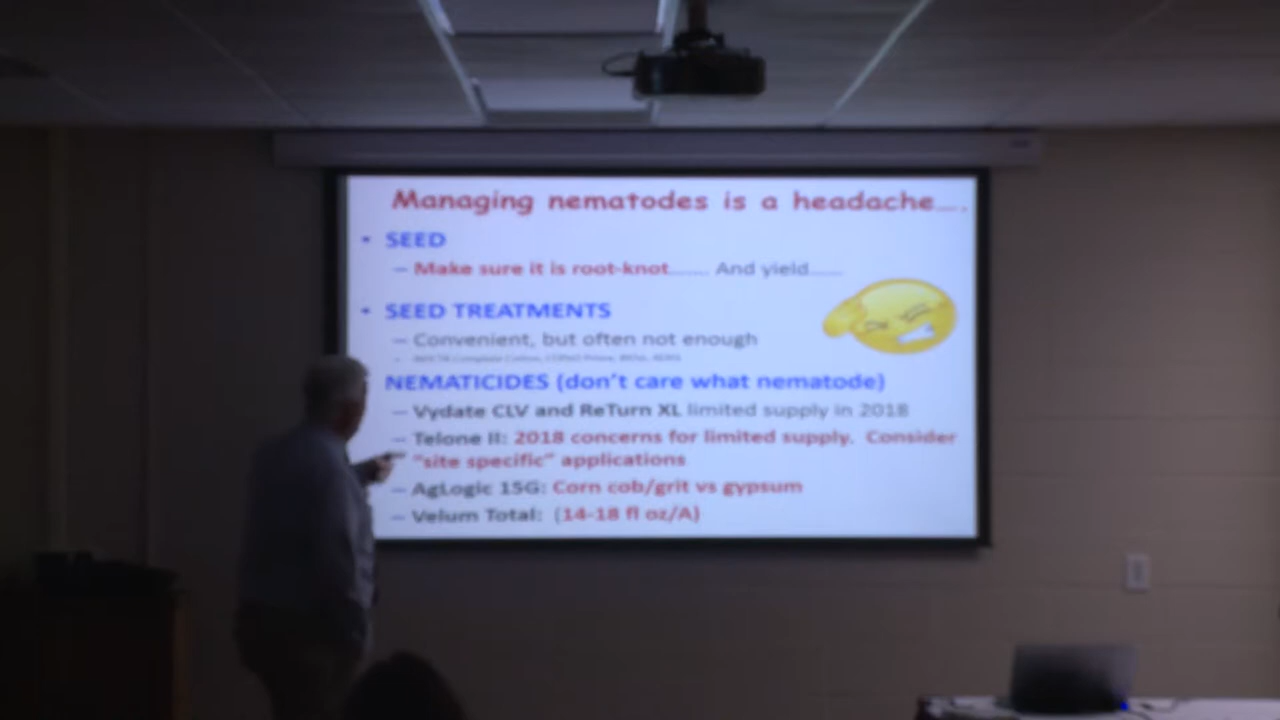 Managing nematodes is a headache.....
• SEED
– Make sure it is root-knot....... And yield......
• SEED TREATMENTS
– Convenient, but often not enough
NEMATICIDES (don't care what nematode)
– Vydate CLV and ReTurn XL limited supply in 2018
– Telone II: 2018 concerns for limited supply. Consider
"site specific" applications
– AgLogic 15G: Corn cob/grit vs gypsum
– Velum Total: (14-18 fl oz/A)